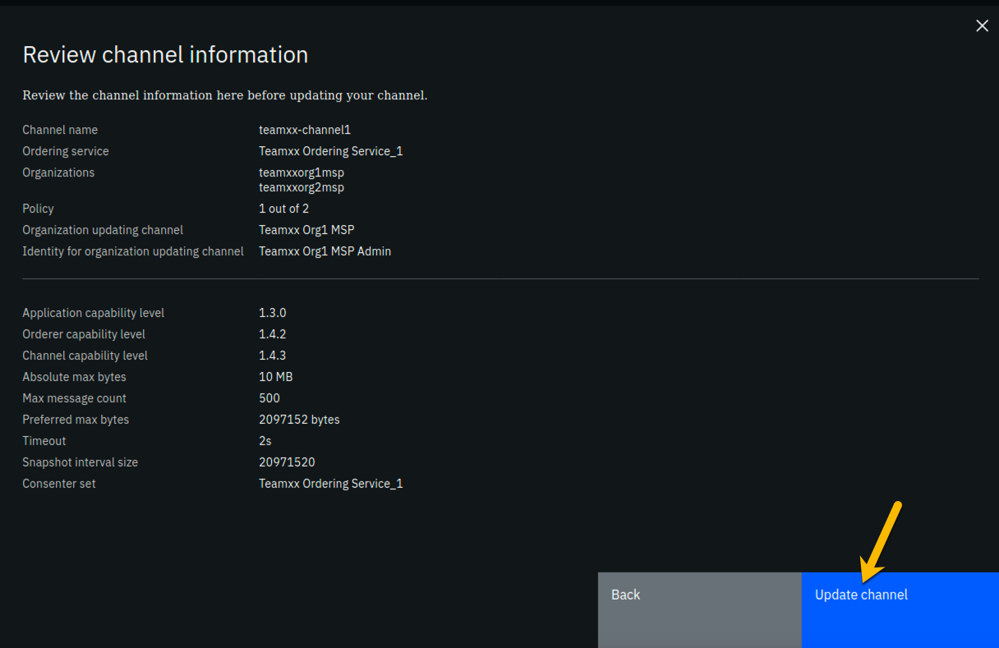 Review channel information
Review the channel information here before updating your channel.
Channel name teamxx-channel1
Ordering service Teamxx Ordering Service_1
Organizations teamxxorg1msp
teamxxorg2msp
Policy 1 out of 2
Organization updating channel Teamxx Org1 MSP
Identity for organization updating channel Teamxx Org1 MSP Admin
Application capability level 1.3.0
Orderer capability level 1.4.2
Channel capability level 1.4.3
Absolute max bytes 10 MB
Max message count 500
Preferred max bytes 2097152 bytes
Timeout 2s
Snapshot interval size 20971520
Consenter set Teamxx Ordering Service_1
Back Update channel